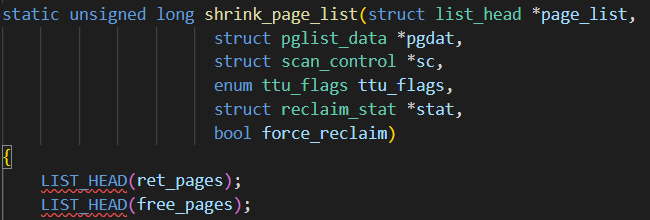 static unsigned long shrink_page_list(struct list_head *page_list,
struct pglist_data *pgdat,
struct scan_control *sc,
enum ttu_flags ttu_flags,
struct reclaim_stat *stat,
bool force_reclaim)
{
LIST_HEAD(ret_pages);
LIST_HEAD(free_pages);